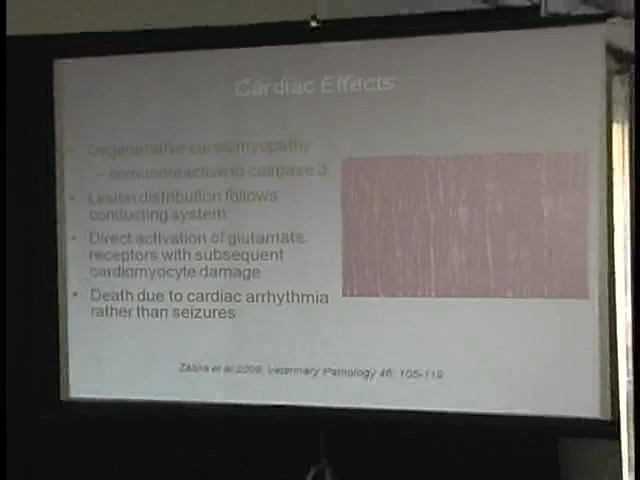 Cardiac Effects
• Degenerative cardiomyopathy
– immunoreactive to caspase 3
• Lesion distribution follows
conducting system
• Direct activation of glutamate
receptors with subsequent
cardiomyocyte damage
• Death due to cardiac arrhythmia
rather than seizures
Zabka et al 2009, Veterinary Pathology 46: 105-119